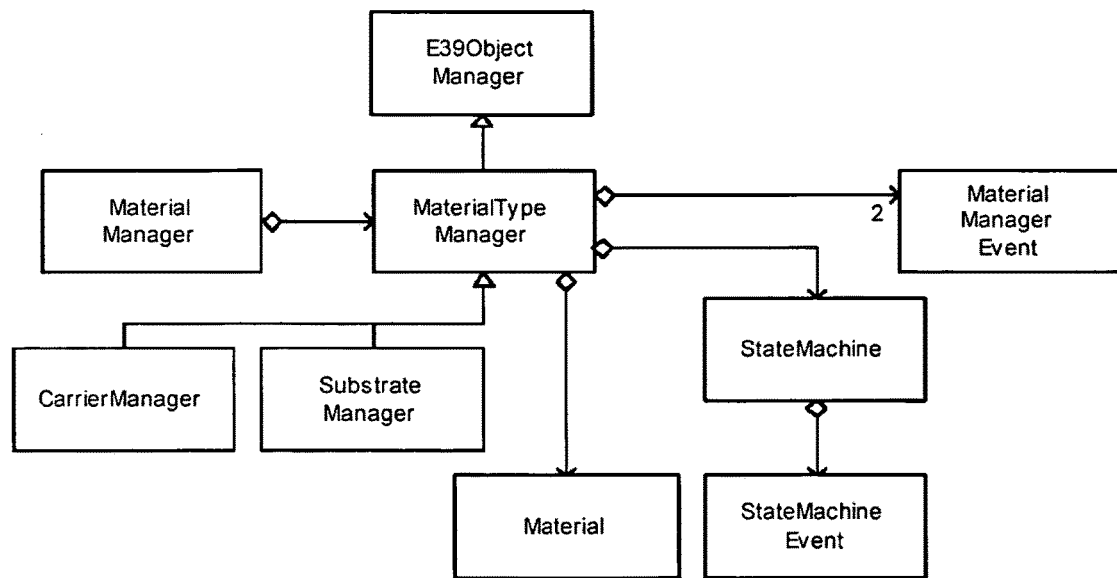 E39Object
Manager
Material
Manager
MaterialType
Manager
2
Material
Manager
Event
StateMachine
CarrierManager
Substrate
Manager
Material
StateMachine
Event